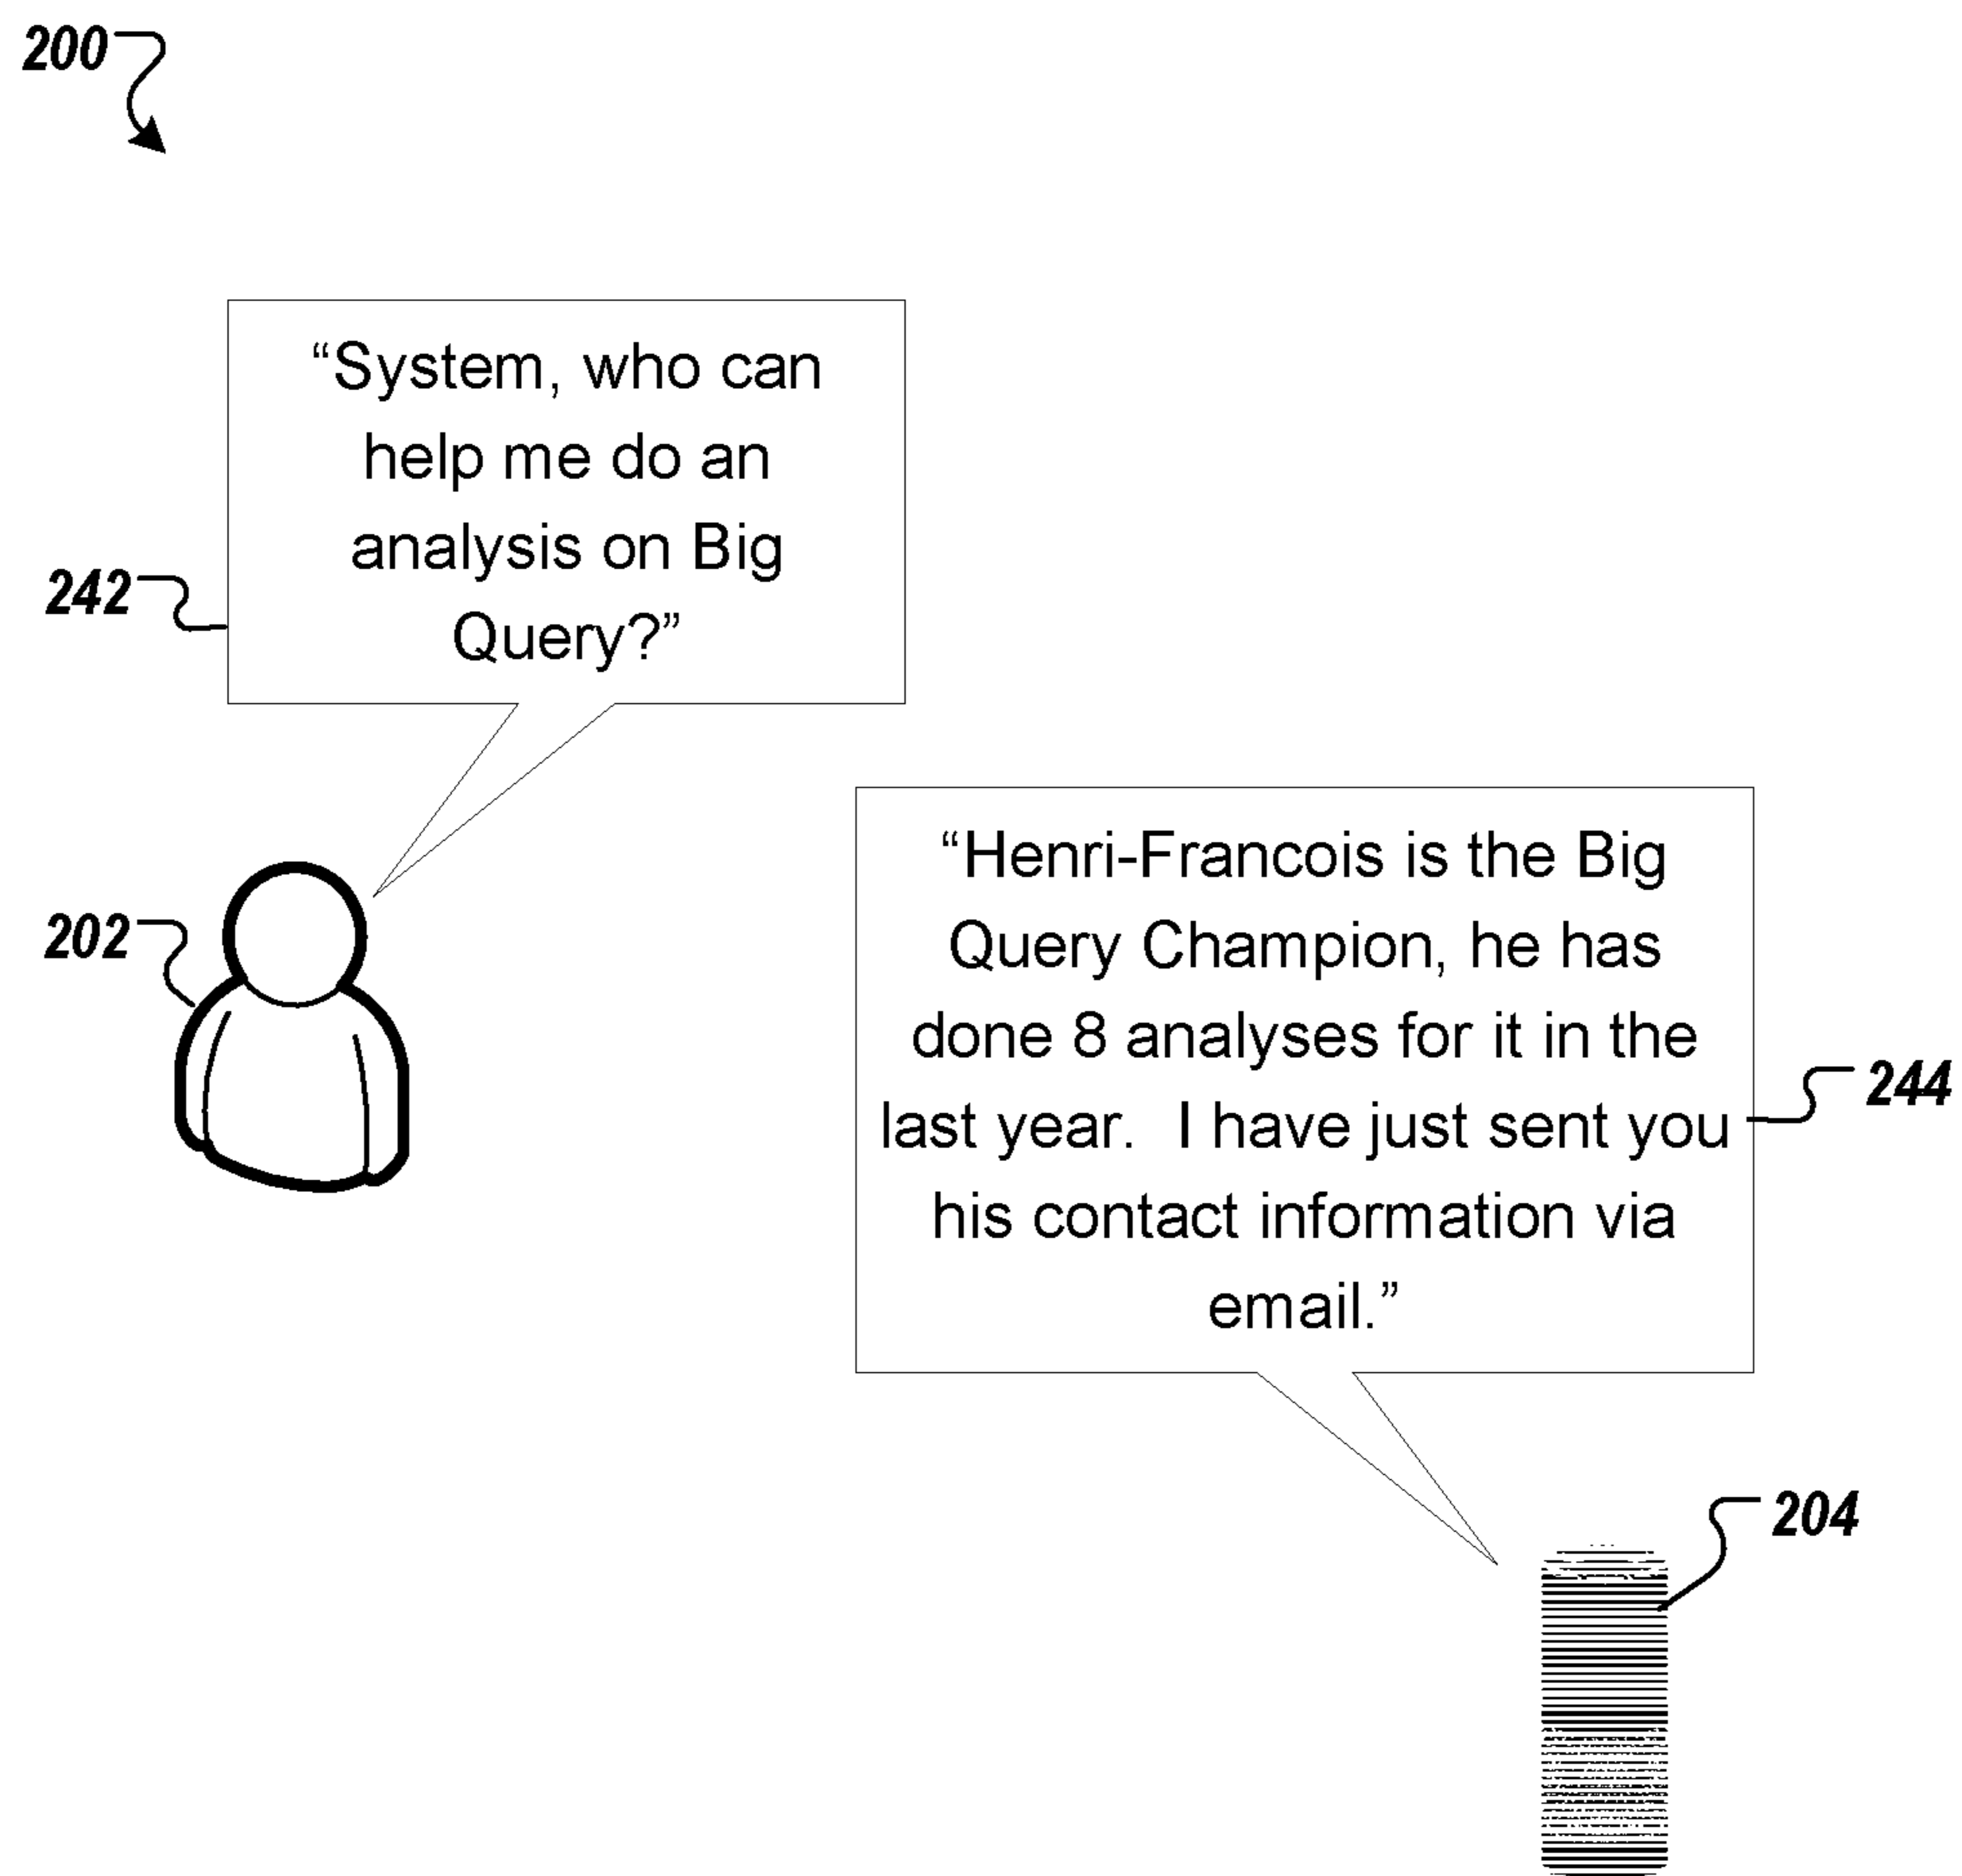 200
“System, who can
help me do an
analysis on Big
Query?”
242
202
“Henri-Francois is the Big
Query Champion, he has
done 8 analyses for it in the
last year.  I have just sent you
his contact information via
email.”
244
204